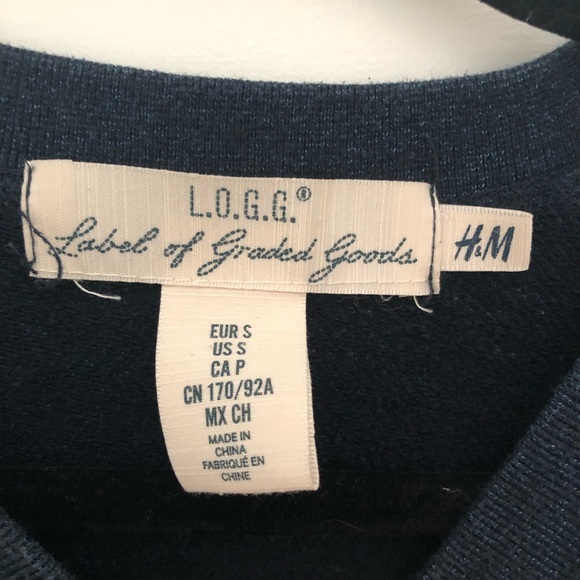 L.O.G.G.®
Label of Graded Goods
H&M
EUR S
US S
CA P
CN 170/92A
MX CH
MADE IN
CHINA
FABRIQUÉ EN
CHINE